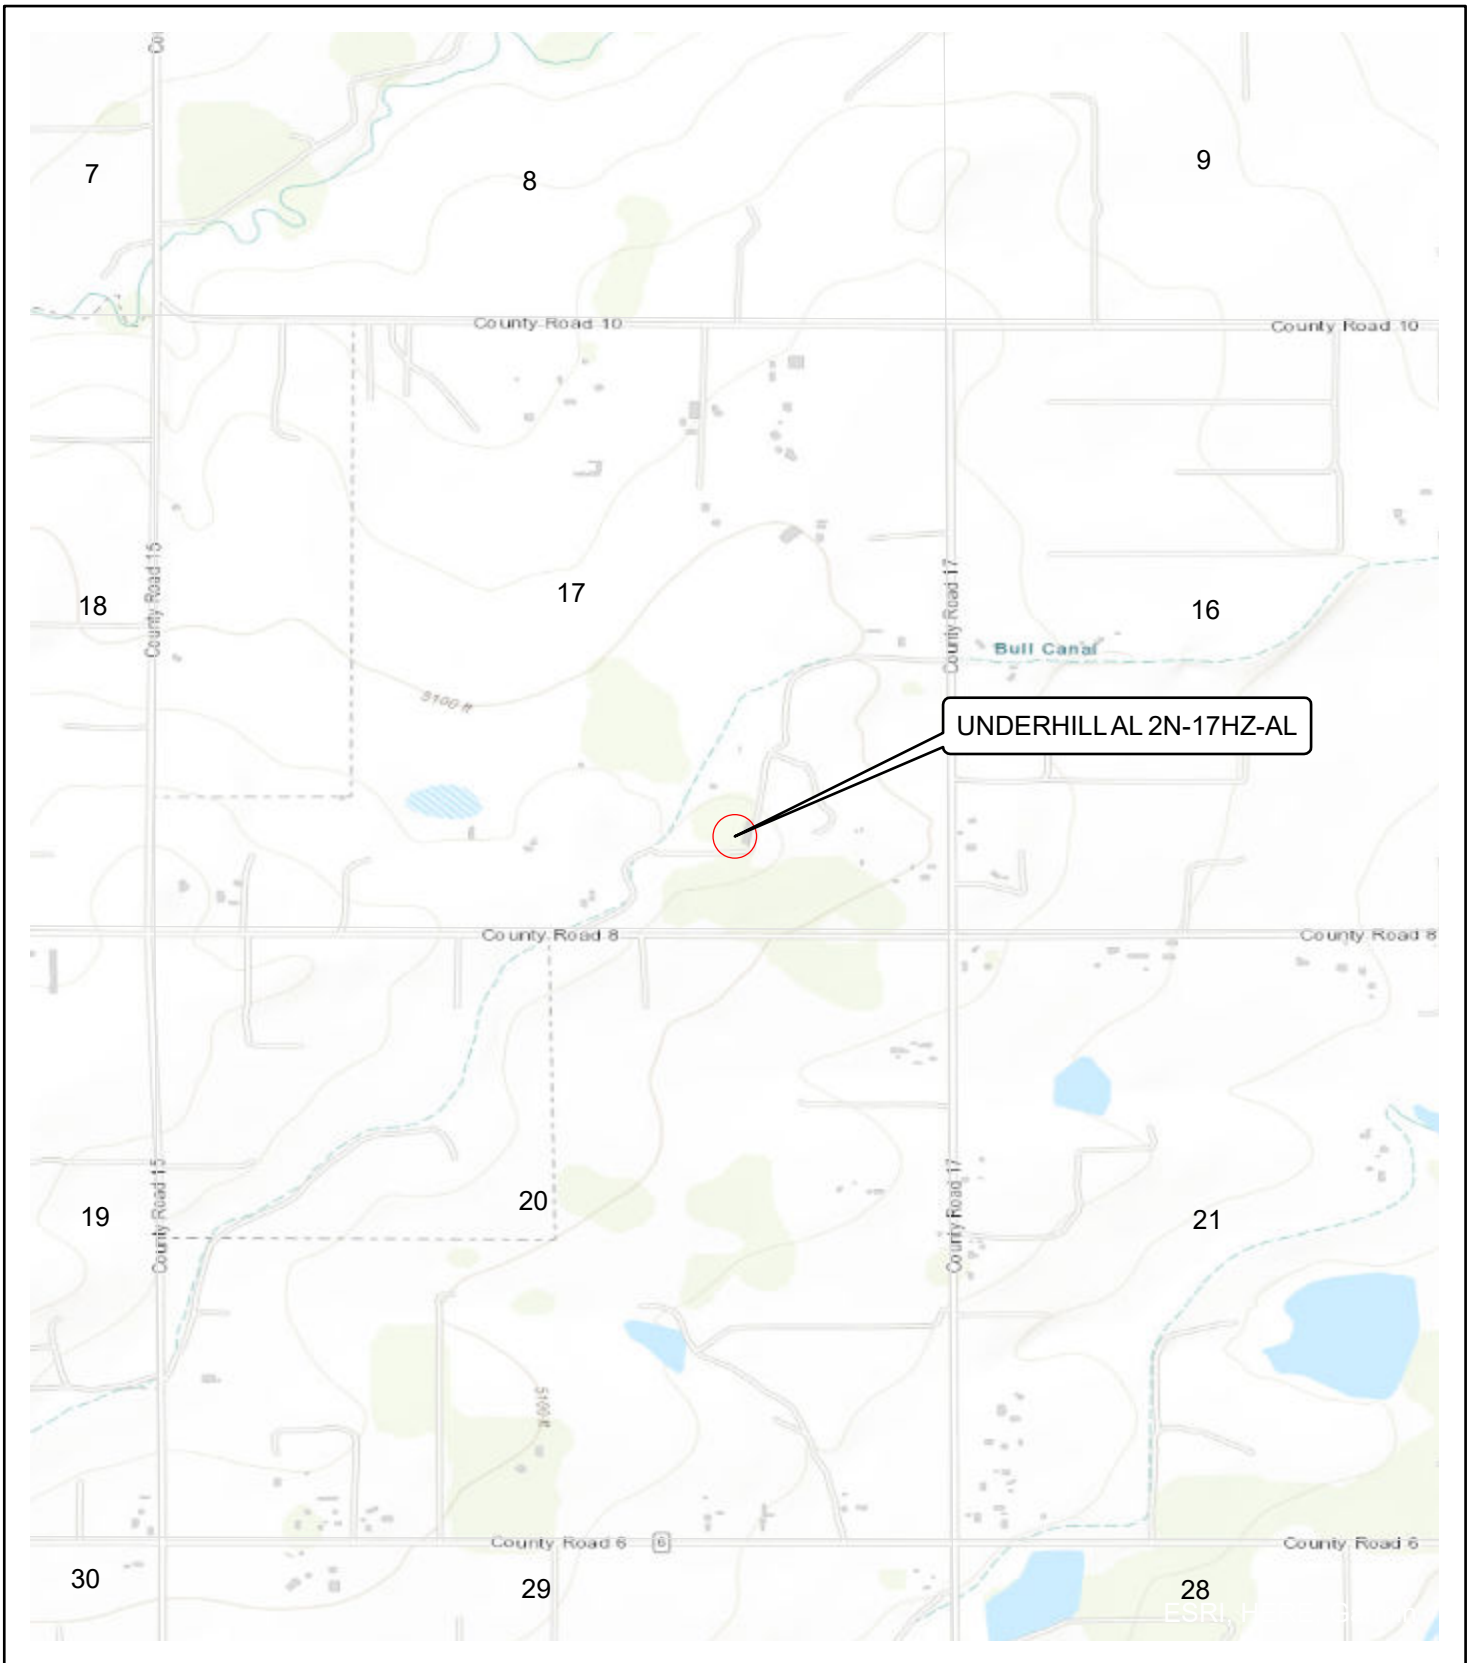 Co
7
8
9
County Road 10
County Road 10
County Road 15
County Road 17
17
18
16
Bull Canal
5100 ft
UNDERHILL AL 2N-17HZ-AL
County Road 8
County Road 8
County Road 15
County Road 17
19
20
21
5100 ft
County Road 6
6
County Road 6
30
29
28
ESRI, H